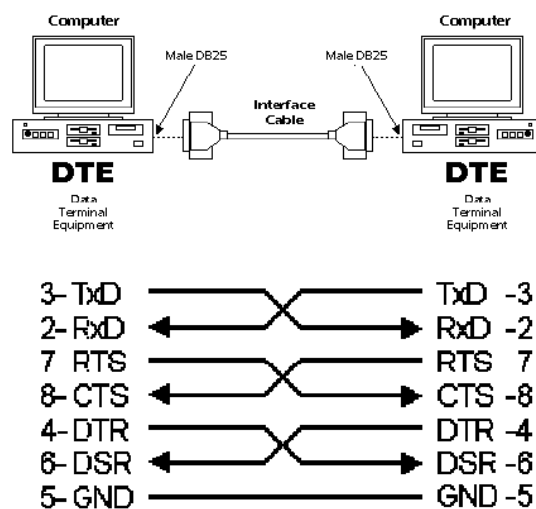 Computer
Computer
Male DB25
Male DB25
Interface
Cable
DTE
DTE
Data
Terminal
Equipment
Data
Terminal
Equipment
3- TxD TxD -3
2- RxD RxD -2
7 RTS RTS 7
8- CTS CTS -8
4- DTR DTR -4
6- DSR DSR -6
5- GND GND -5